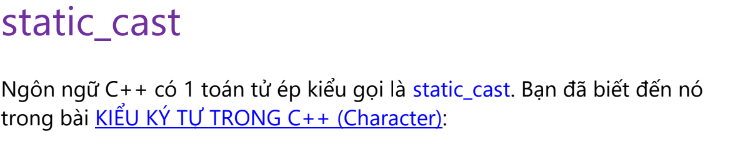 static_cast
Ngôn ngữ C++ có 1 toán tử ép kiểu gọi là static_cast. Bạn đã biết đến nó
trong bài KIỂU KÝ TỰ TRONG C++ (Character):